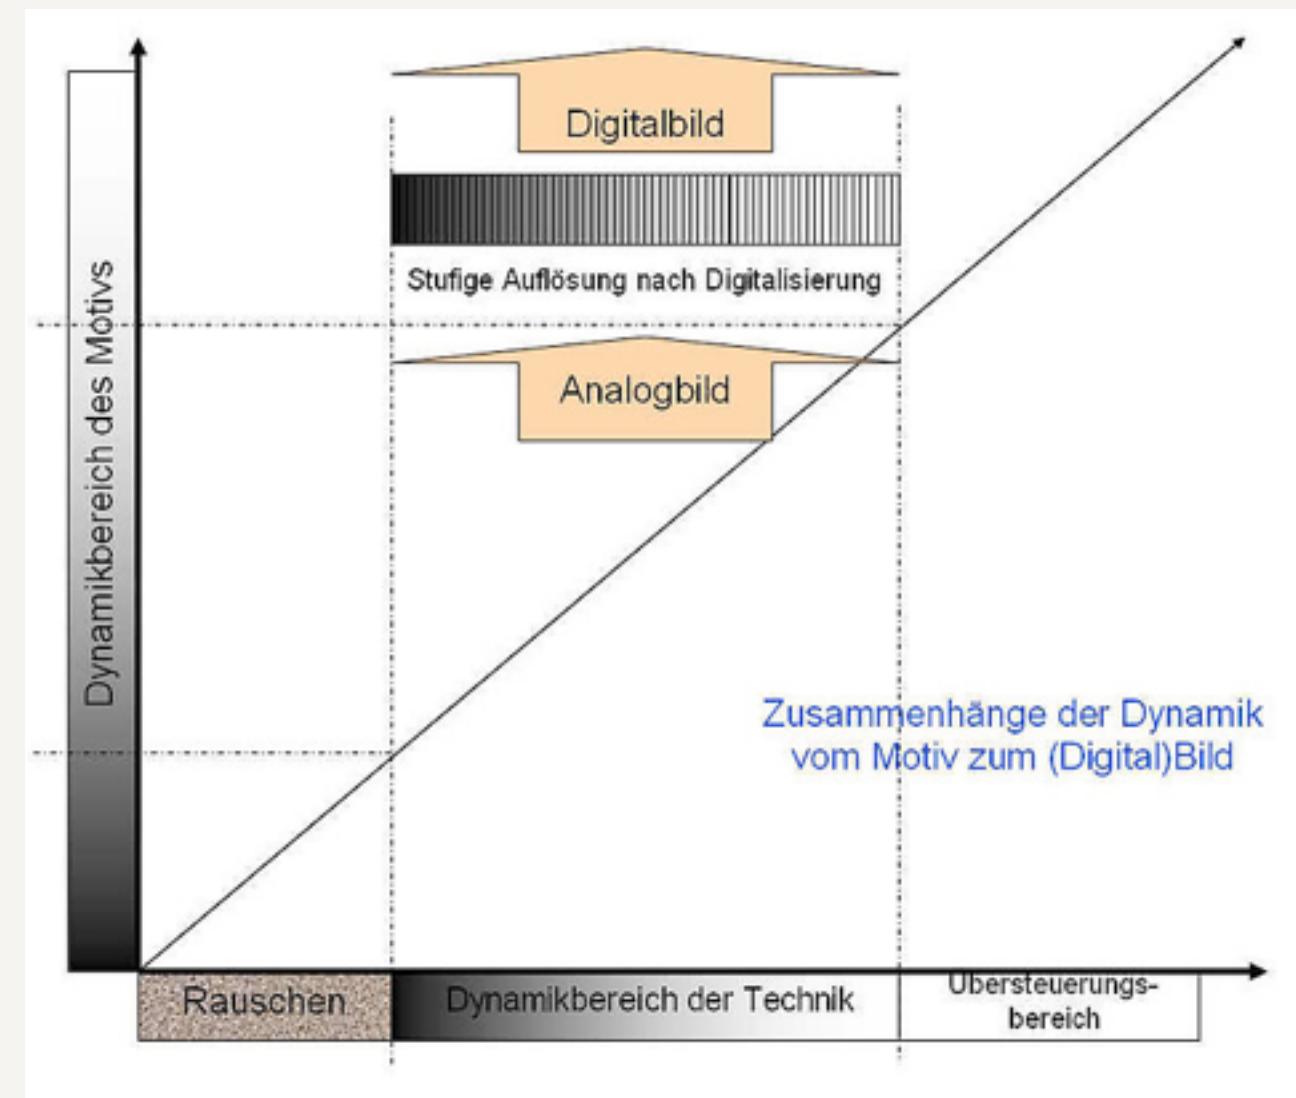 Digitalbild
Stufige Auflösung nach Digitalisierung
Analogbild
Dynamikbereich des Motivs
Zusammenhänge der Dynamik
vom Motiv zum (Digital)Bild
Rauschen
Dynamikbereich der Technik
Übersteuerungs-
bereich